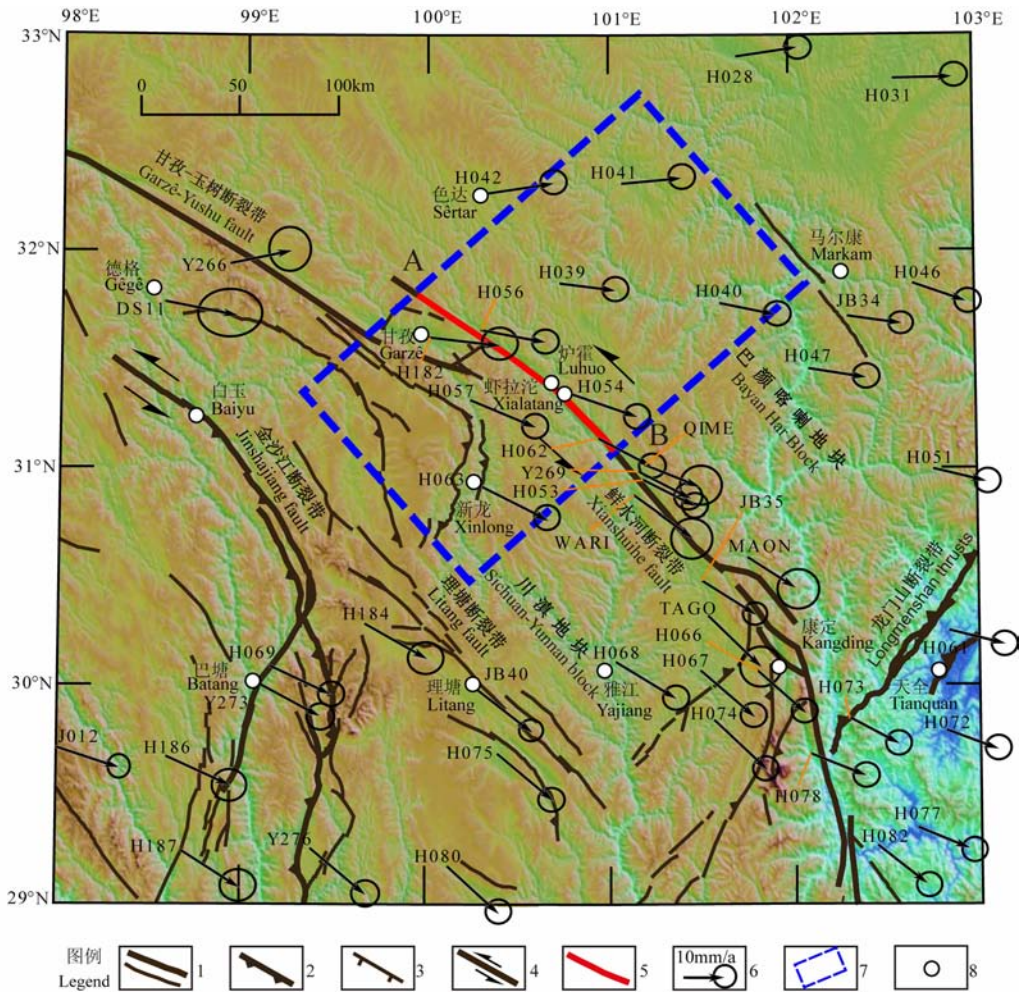 98°E
99°E
100°E
101°E
102°E
103°E
33°N
32°N
31°N
30°N
29°N
0
50
100km
H028
H031
H042
H041
色达
Sêrtar
甘孜-玉树断裂带
Garzê-Yushu fault
Y266
德格
Gêgê
DS11
A
H056
H039
H040
马尔康
Markam
H046
JB34
甘孜
Garzê
H182
炉霍
Luhuo
H047
H057
虾拉沱
Xialatang
H054
巴颜喀喇地块
Bayan Har Block
白玉
Baiyu
金沙江断裂带
Jinshajiang fault
H062
B
QIME
Y269
H053
H051
H063
新龙
Xinlong
WARI
鲜水河断裂带
Xianshuihe fault
JB35
MAON
理塘断裂带
Litang fault
川滇地块
Sichuan-Yunnan block
龙门山断裂带
Longmenshan thrusts
H184
TAGQ
H066
康定
Kangding
H061
H069
巴塘
Batang
Y273
理塘
Litang
JB40
H068
雅江
Yajiang
H067
H073
天全
Tianquan
H074
H072
J012
H186
H075
H078
H077
H082
H187
Y276
H080
图例
Legend
1
2
3
4
5
10mm/a
6
7
8